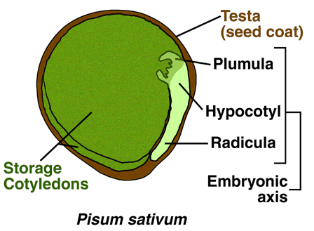 Testa
(seed coat)
Plumula
Hypocotyl
Radicula
Embryonic
axis
Storage
Cotyledons
Pisum sativum